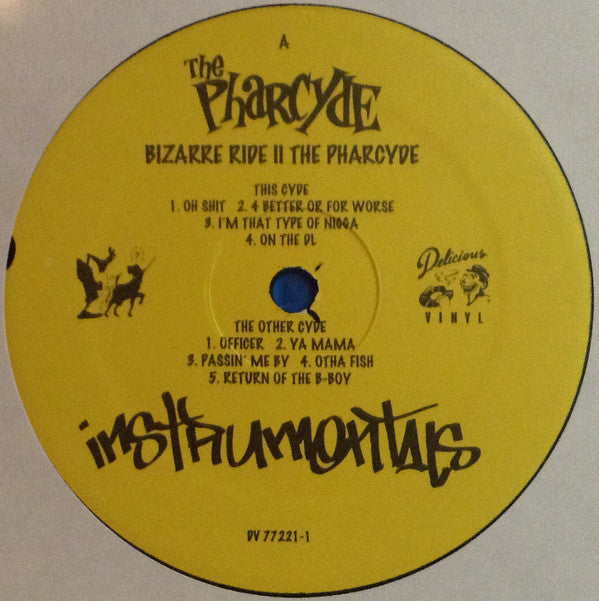 A
The
PHARCYDE
BIZARRE RIDE II THE PHARCYDE
THIS CYDE
1. OH SHIT 2. 4 BETTER OR FOR WORSE
3. I'M THAT TYPE OF NIGGA
4. ON THE DL
Delicious
VINYL
THE OTHER CYDE
1. OFFICER 2. YA MAMA
3. PASSIN' ME BY 4. OTHA FISH
5. RETURN OF THE B-BOY
instrumentuls
DV 77221-1